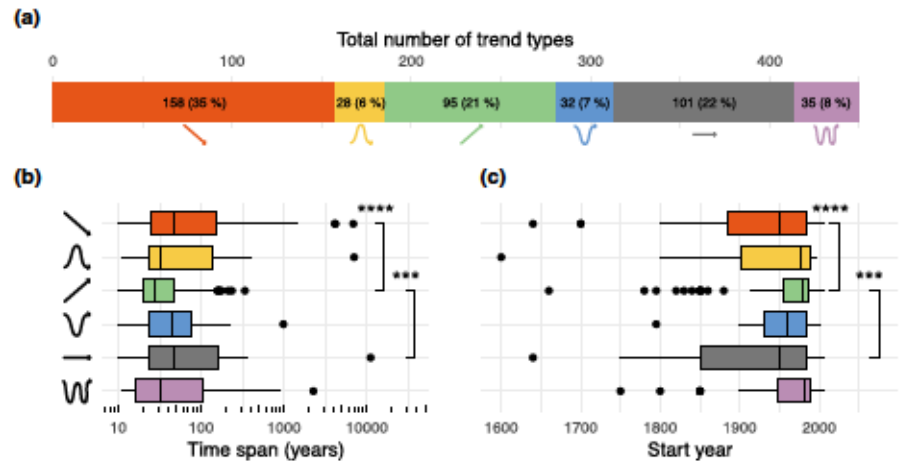 (a)
Total number of trend types
0 100 200 300 400
158 (35 %) 28 (6 %) 95 (21 %) 32 (7 %) 101 (22 %) 35 (8 %)
(b) (c)
**** ****
*** ***
10 100 1000 10000 1600 1700 1800 1900 2000
Time span (years) Start year